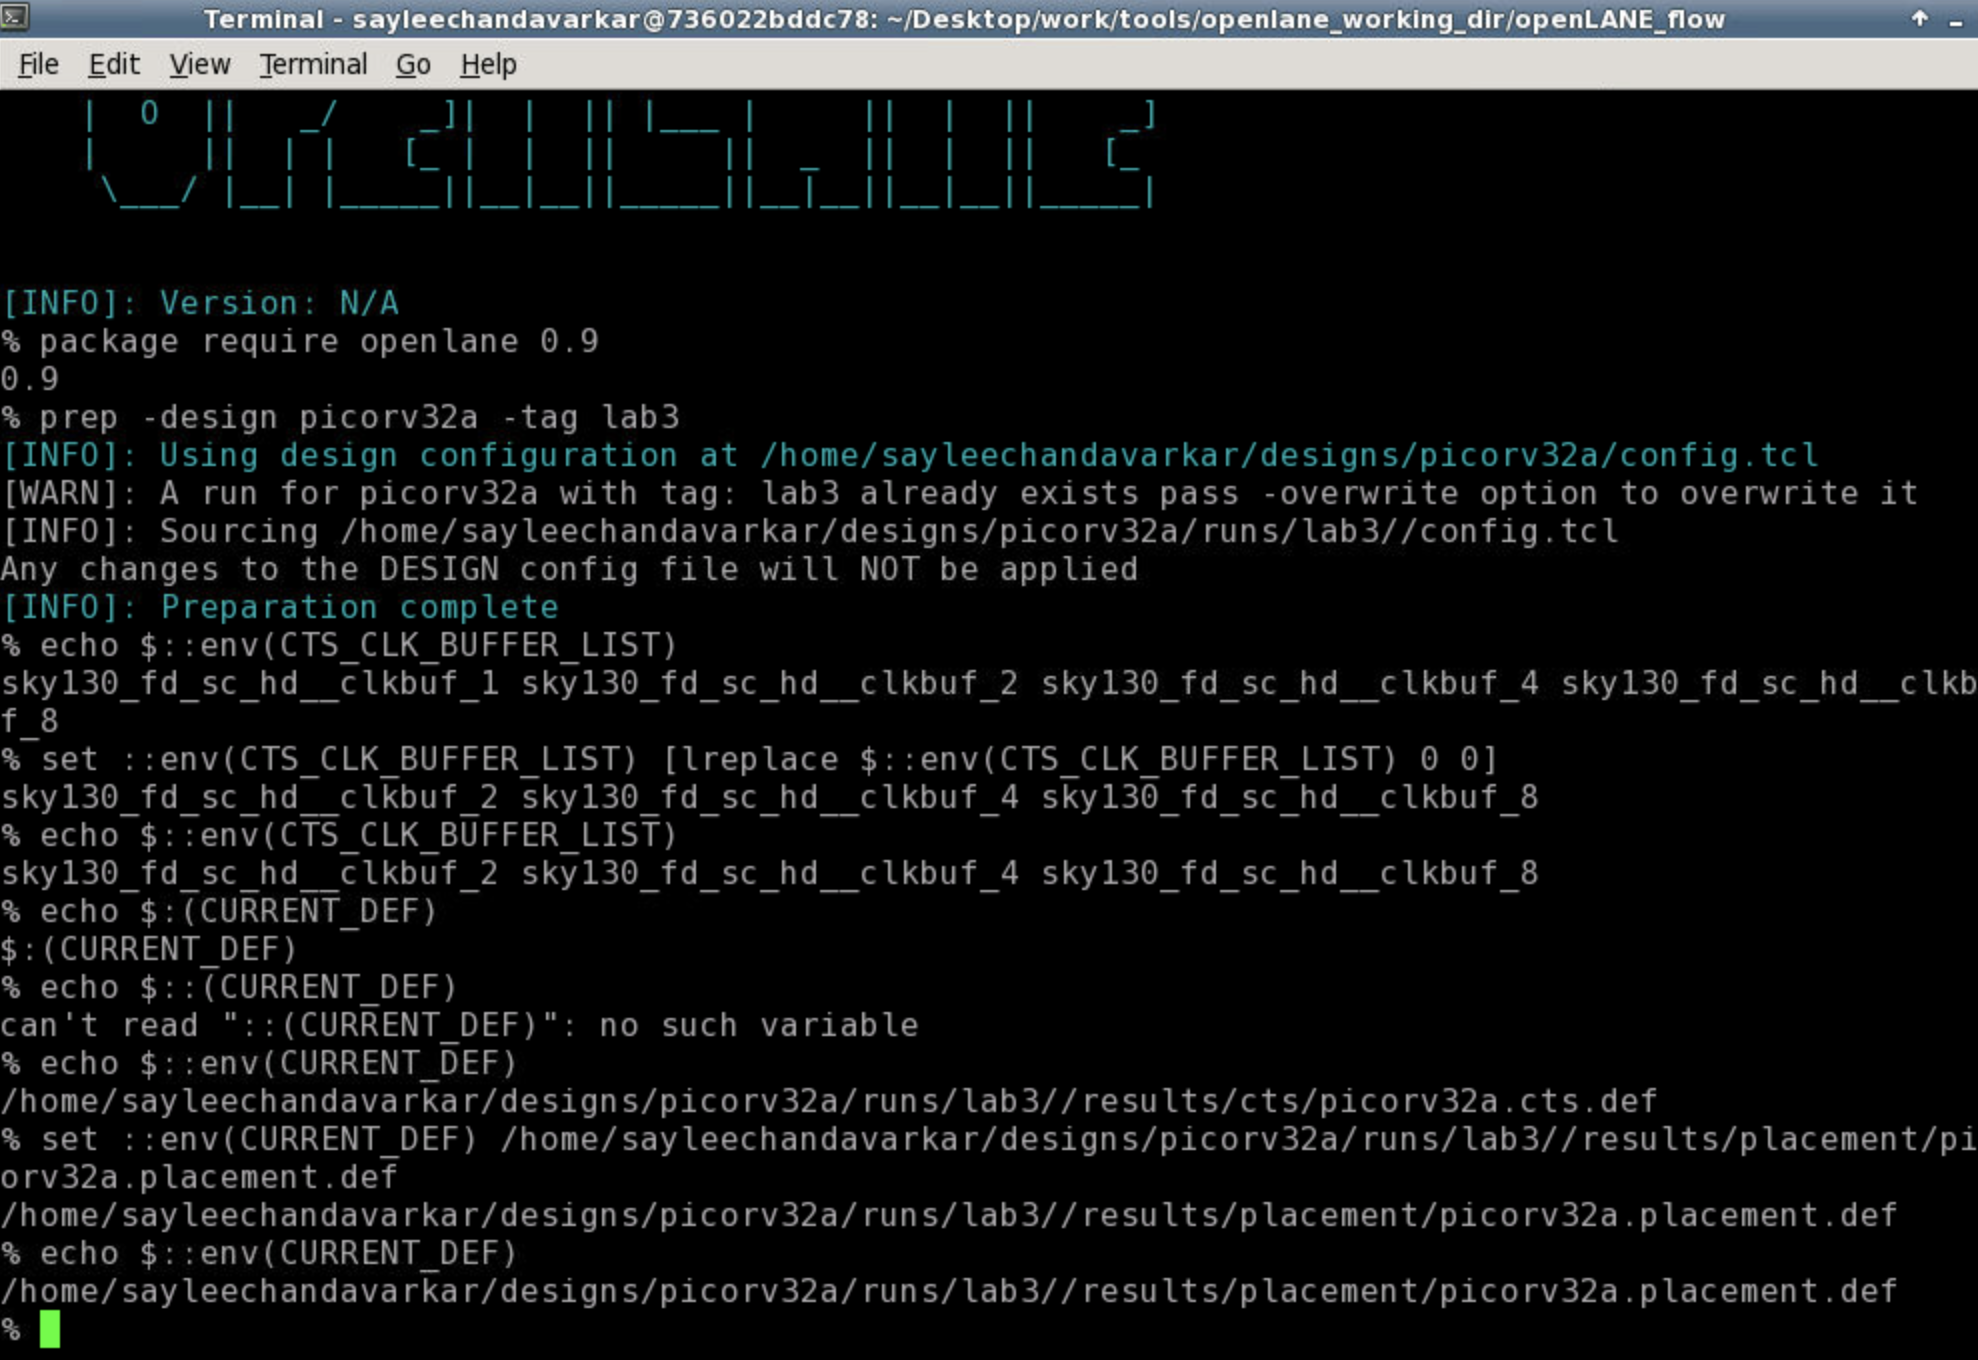 Terminal - sayleechandavarkar@736022bddc78: ~/Desktop/work/tools/openlane_working_dir/openLANE_flow
File Edit View Terminal Go Help
[INFO]: Version: N/A
% package require openlane 0.9
0.9
% prep -design picorv32a -tag lab3
[INFO]: Using design configuration at /home/sayleechandavarkar/designs/picorv32a/config.tcl
[WARN]: A run for picorv32a with tag: lab3 already exists pass -overwrite option to overwrite it
[INFO]: Sourcing /home/sayleechandavarkar/designs/picorv32a/runs/lab3//config.tcl
Any changes to the DESIGN config file will NOT be applied
[INFO]: Preparation complete
% echo $::env(CTS_CLK_BUFFER_LIST)
sky130_fd_sc_hd__clkbuf_1 sky130_fd_sc_hd__clkbuf_2 sky130_fd_sc_hd__clkbuf_4 sky130_fd_sc_hd__clkb
f_8
% set ::env(CTS_CLK_BUFFER_LIST) [lreplace $::env(CTS_CLK_BUFFER_LIST) 0 0]
sky130_fd_sc_hd__clkbuf_2 sky130_fd_sc_hd__clkbuf_4 sky130_fd_sc_hd__clkbuf_8
% echo $::env(CTS_CLK_BUFFER_LIST)
sky130_fd_sc_hd__clkbuf_2 sky130_fd_sc_hd__clkbuf_4 sky130_fd_sc_hd__clkbuf_8
% echo $:(CURRENT_DEF)
$:(CURRENT_DEF)
% echo $::(CURRENT_DEF)
can't read "::(CURRENT_DEF)": no such variable
% echo $::env(CURRENT_DEF)
/home/sayleechandavarkar/designs/picorv32a/runs/lab3//results/cts/picorv32a.cts.def
% set ::env(CURRENT_DEF) /home/sayleechandavarkar/designs/picorv32a/runs/lab3//results/placement/pi
orv32a.placement.def
/home/sayleechandavarkar/designs/picorv32a/runs/lab3//results/placement/picorv32a.placement.def
% echo $::env(CURRENT_DEF)
/home/sayleechandavarkar/designs/picorv32a/runs/lab3//results/placement/picorv32a.placement.def
%